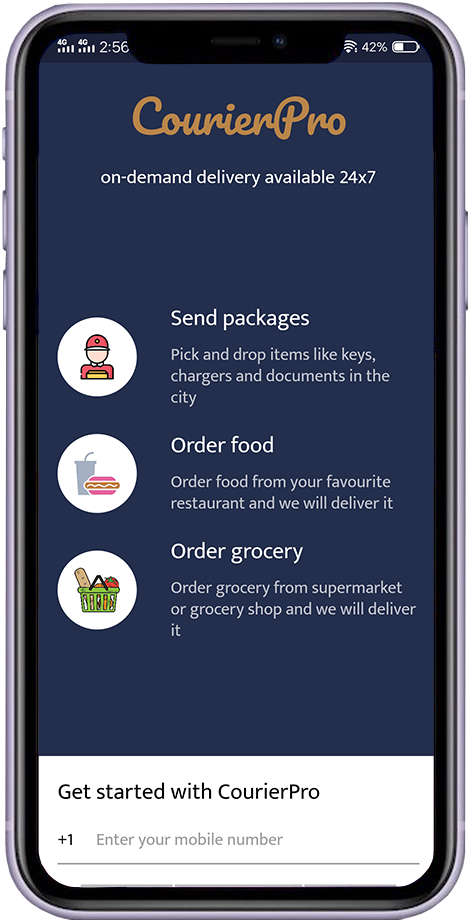 4G 4G 2:56 42%
CourierPro
on-demand delivery available 24x7
Send packages
Pick and drop items like keys,
chargers and documents in the
city
Order food
Order food from your favourite
restaurant and we will deliver it
Order grocery
Order grocery from supermarket
or grocery shop and we will deliver
it
Get started with CourierPro
+1 Enter your mobile number